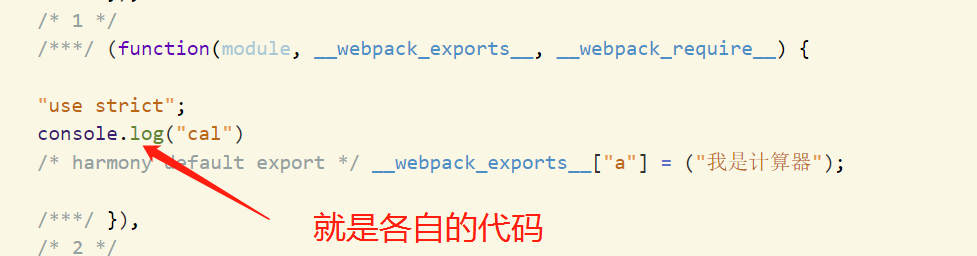 /* 1 */
/***/ (function(module, __webpack_exports__, __webpack_require__) {
"use strict";
console.log("cal")
/* harmony default export */ __webpack_exports__["a"] = ("我是计算器");
/***/ }),
就是各自的代码
/* 2 */